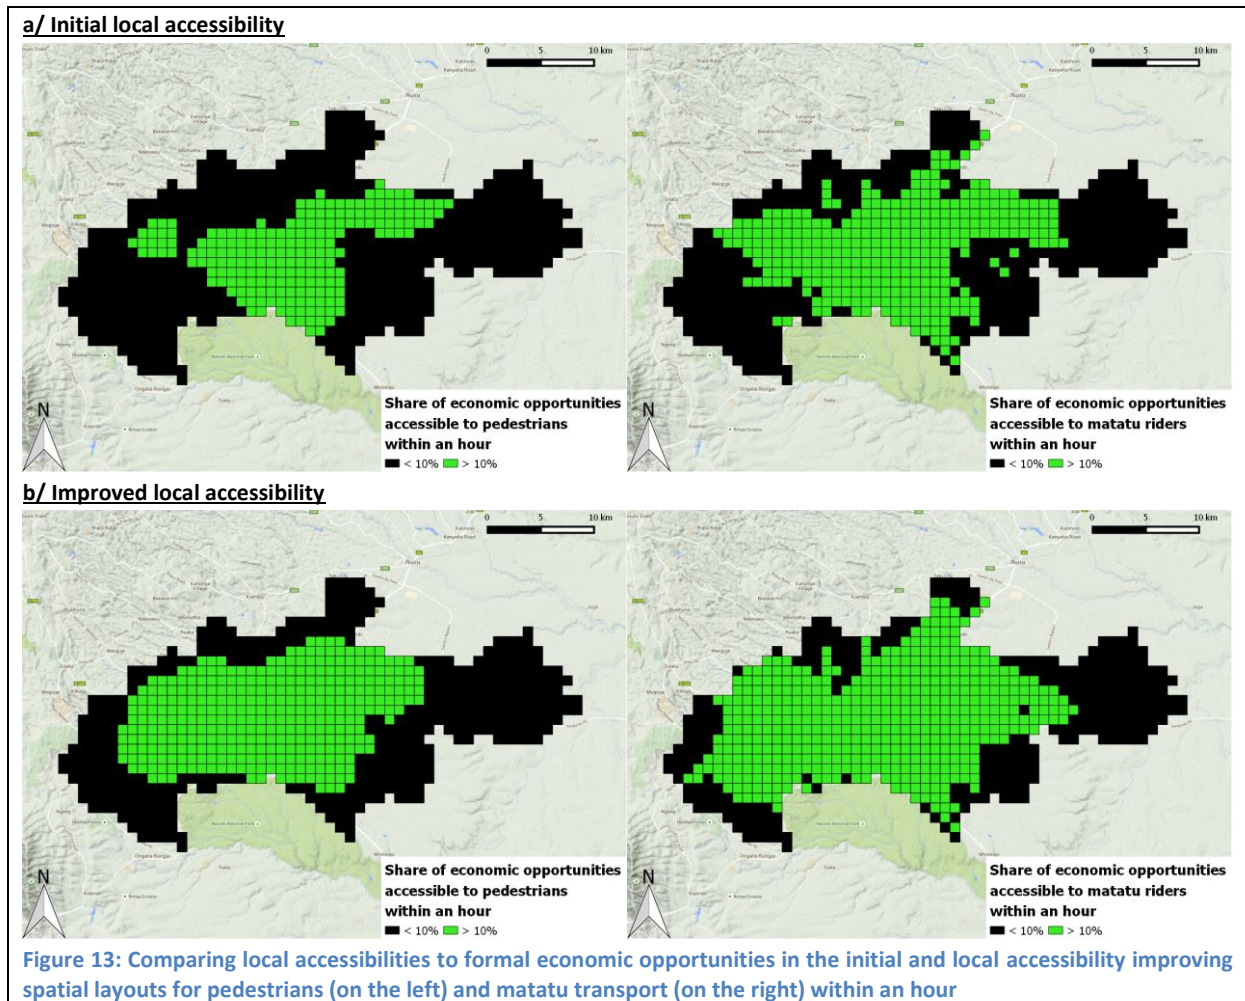 a/ Initial local accessibility
0 5 10 km
0 5 10 km
Ruiru
Ruiru
N
Share of economic opportunities
accessible to pedestrians
within an hour
< 10% > 10%
N
Share of economic opportunities
accessible to matatu riders
within an hour
< 10% > 10%
b/ Improved local accessibility
0 5 10 km
0 5 10 km
Ruiru
Ruiru
N
Share of economic opportunities
accessible to pedestrians
within an hour
< 10% > 10%
N
Share of economic opportunities
accessible to matatu riders
within an hour
< 10% > 10%
Figure 13: Comparing local accessibilities to formal economic opportunities in the initial and local accessibility improving
spatial layouts for pedestrians (on the left) and matatu transport (on the right) within an hour